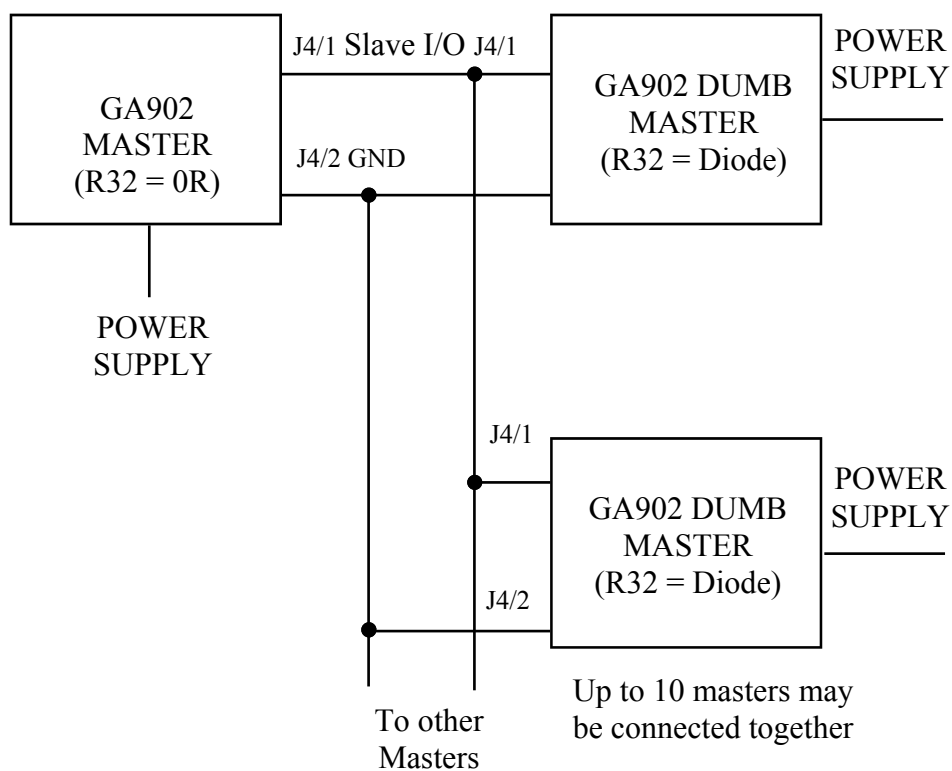 J4/1 Slave I/O J4/1
GA902
MASTER
(R32 = 0R)
J4/2 GND
POWER
SUPPLY
GA902 DUMB
MASTER
(R32 = Diode)
POWER
SUPPLY
J4/1
GA902 DUMB
MASTER
(R32 = Diode)
POWER
SUPPLY
J4/2
To other
Masters
Up to 10 masters may
be connected together